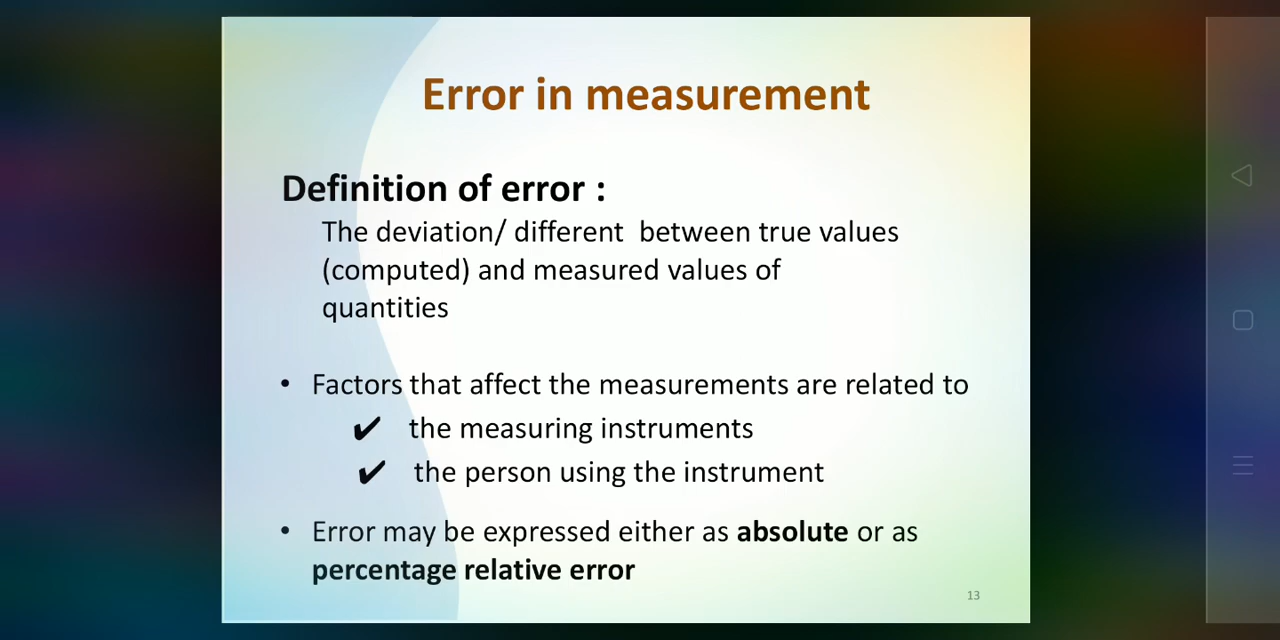 Error in measurement
Definition of error :
The deviation/ different between true values
(computed) and measured values of
quantities
• Factors that affect the measurements are related to
✔ the measuring instruments
✔ the person using the instrument
• Error may be expressed either as absolute or as
percentage relative error
13